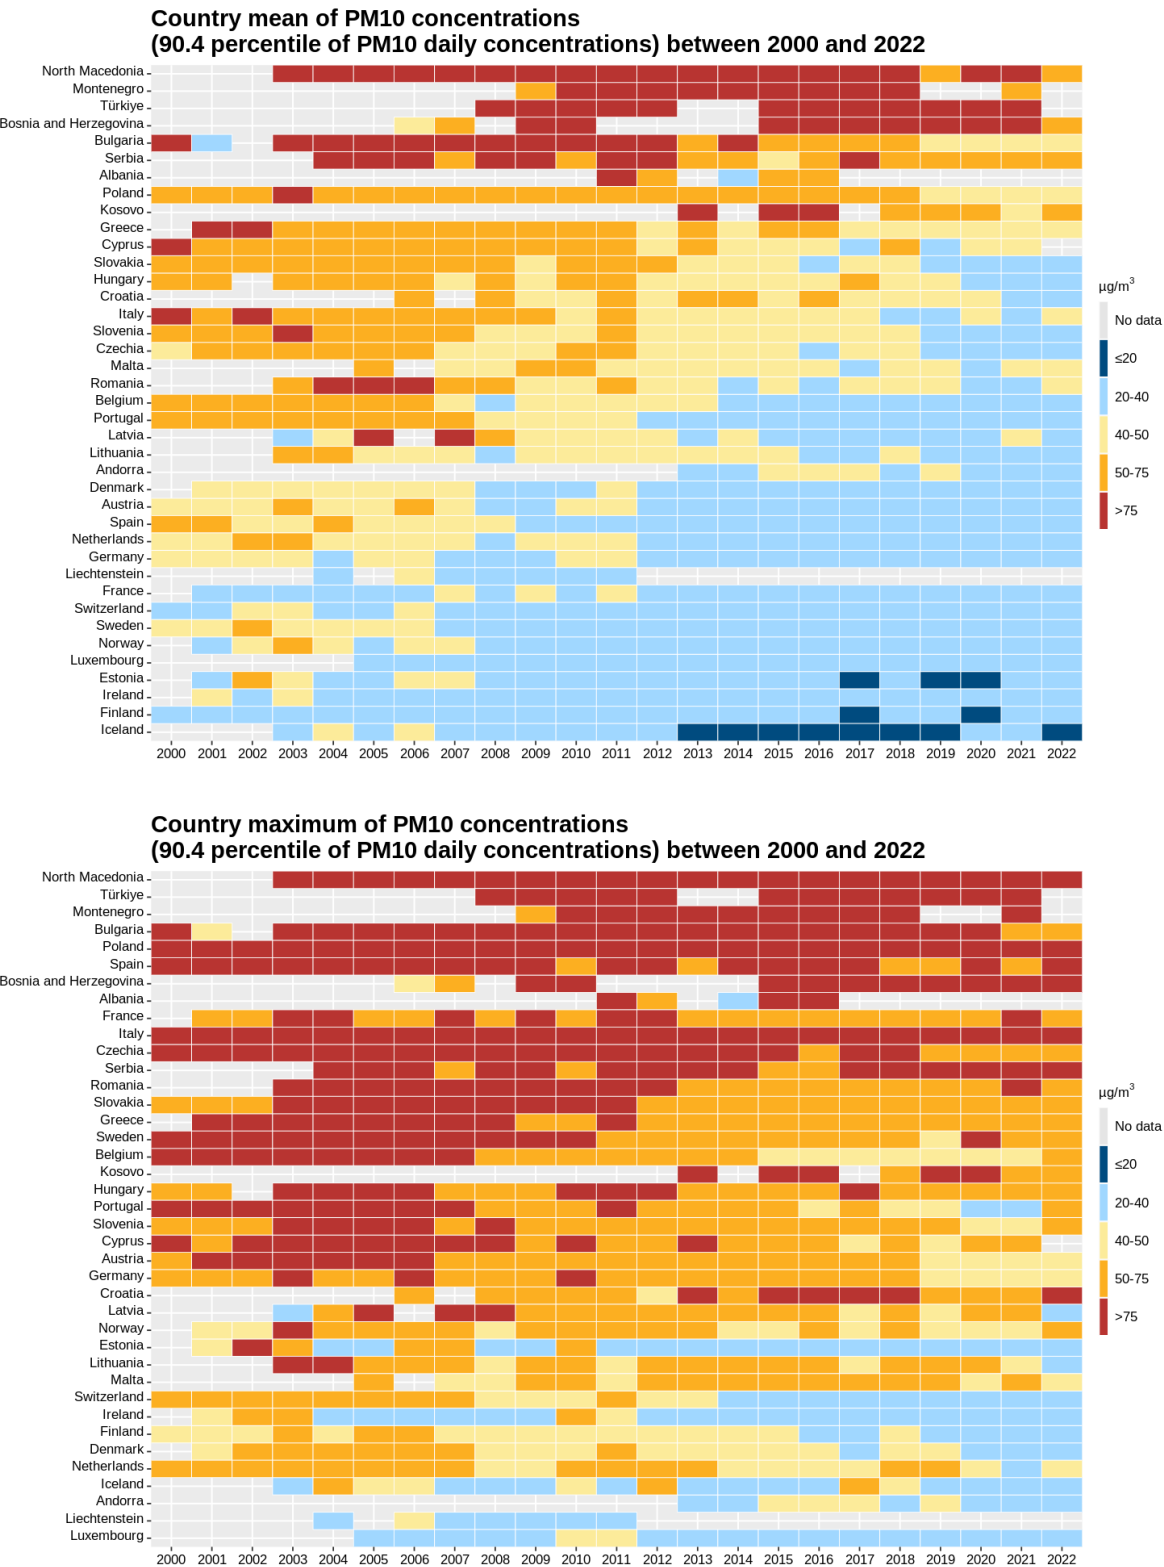 Country mean of PM10 concentrations
(90.4 percentile of PM10 daily concentrations) between 2000 and 2022
North Macedonia
Montenegro
Türkiye
Bosnia and Herzegovina
Bulgaria
Serbia
Albania
Poland
Kosovo
Greece
Cyprus
Slovakia
Hungary
Croatia
Italy
Slovenia
Czechia
Malta
Romania
Belgium
Portugal
Latvia
Lithuania
Andorra
Denmark
Austria
Spain
Netherlands
Germany
Liechtenstein
France
Switzerland
Sweden
Norway
Luxembourg
Estonia
Ireland
Finland
Iceland
2000 2001 2002 2003 2004 2005 2006 2007 2008 2009 2010 2011 2012 2013 2014 2015 2016 2017 2018 2019 2020 2021 2022
µg/m³
No data
≤20
20-40
40-50
50-75
>75
Country maximum of PM10 concentrations
(90.4 percentile of PM10 daily concentrations) between 2000 and 2022
North Macedonia
Türkiye
Montenegro
Bulgaria
Poland
Spain
Bosnia and Herzegovina
Albania
France
Italy
Czechia
Serbia
Romania
Slovakia
Greece
Sweden
Belgium
Kosovo
Hungary
Portugal
Slovenia
Cyprus
Austria
Germany
Croatia
Latvia
Norway
Estonia
Lithuania
Malta
Switzerland
Ireland
Finland
Denmark
Netherlands
Iceland
Andorra
Liechtenstein
Luxembourg
2000 2001 2002 2003 2004 2005 2006 2007 2008 2009 2010 2011 2012 2013 2014 2015 2016 2017 2018 2019 2020 2021 2022
µg/m³
No data
≤20
20-40
40-50
50-75
>75